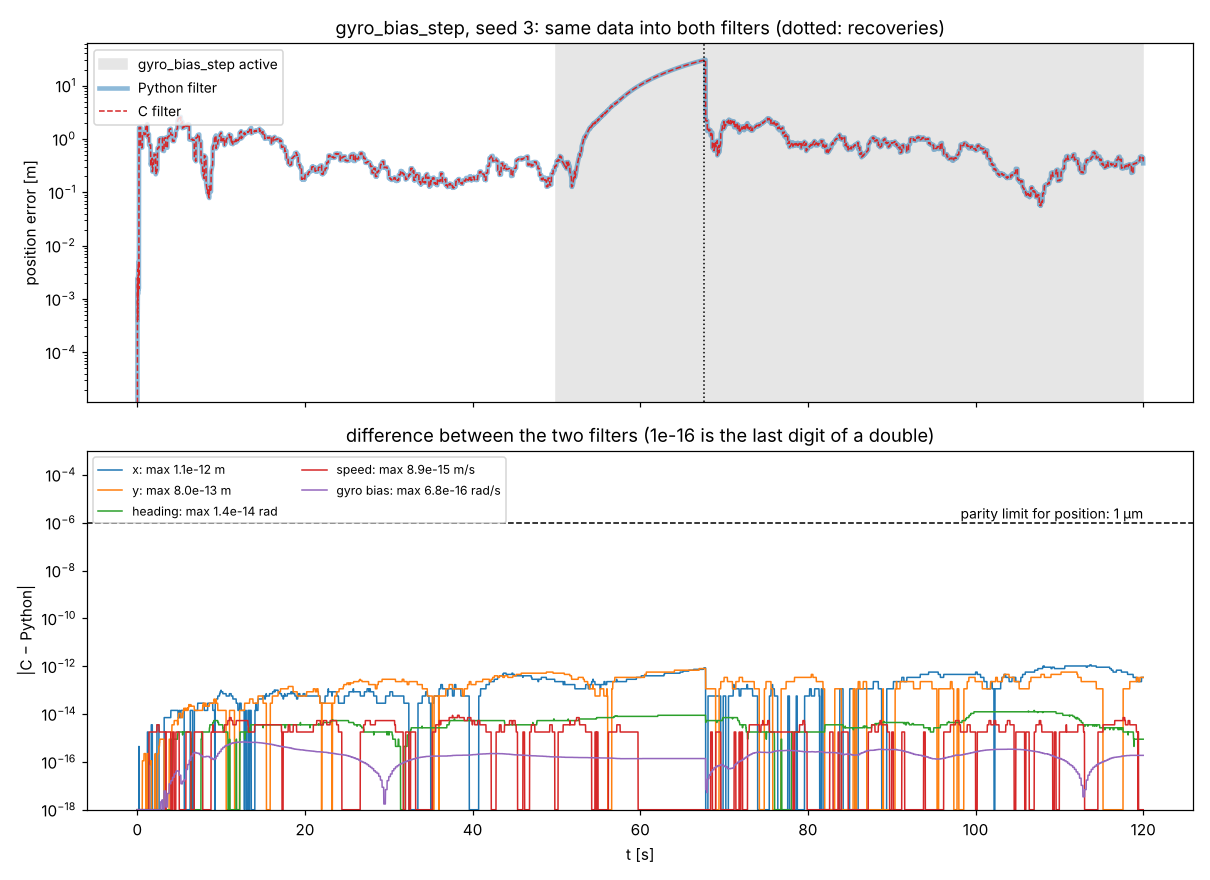 gyro_bias_step, seed 3: same data into both filters (dotted: recoveries)
gyro_bias_step active
Python filter
C filter
position error [m]
10¹
10⁰
10⁻¹
10⁻²
10⁻³
10⁻⁴
difference between the two filters (1e-16 is the last digit of a double)
x: max 1.1e-12 m
y: max 8.0e-13 m
heading: max 1.4e-14 rad
speed: max 8.9e-15 m/s
gyro bias: max 6.8e-16 rad/s
parity limit for position: 1 µm
|C − Python|
10⁻⁴
10⁻⁶
10⁻⁸
10⁻¹⁰
10⁻¹²
10⁻¹⁴
10⁻¹⁶
10⁻¹⁸
0 20 40 60 80 100 120
t [s]